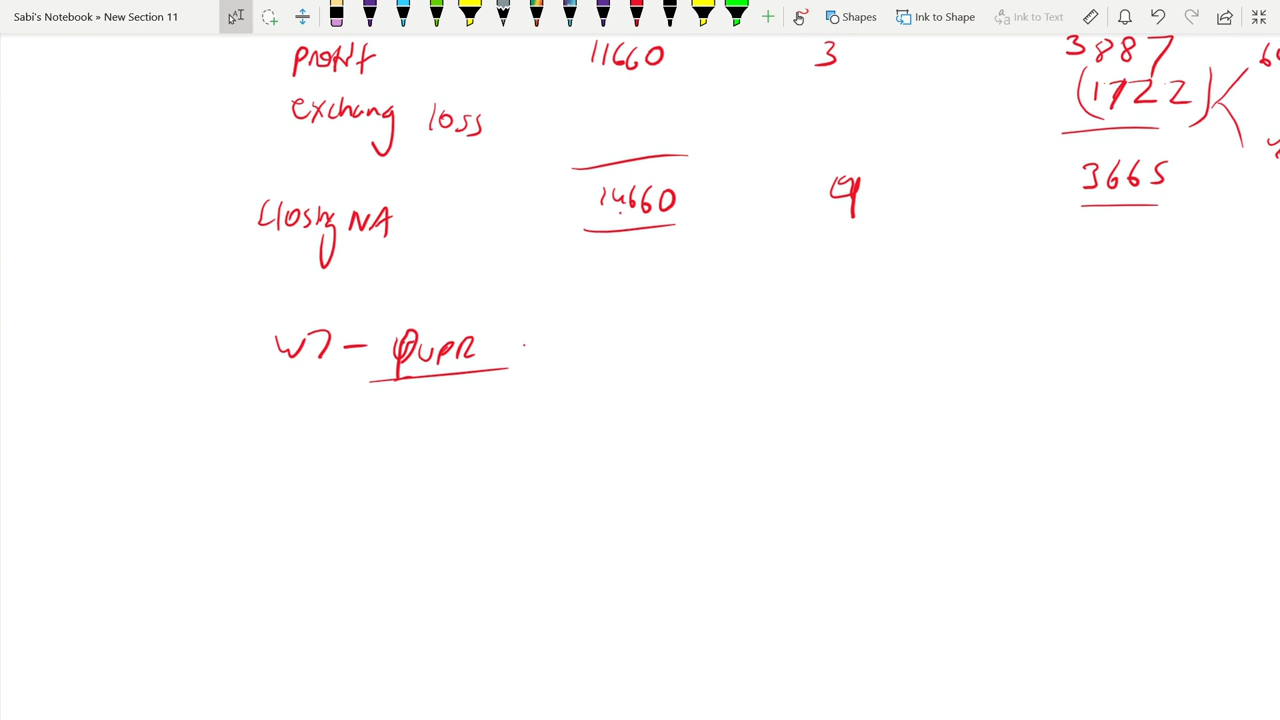 Sabi's Notebook » New Section 11
Shapes Ink to Shape Ink to Text
profit 11660 3 3887
exchang loss (1722)
Closing NA 14660 4 3665
W7 - PUPR